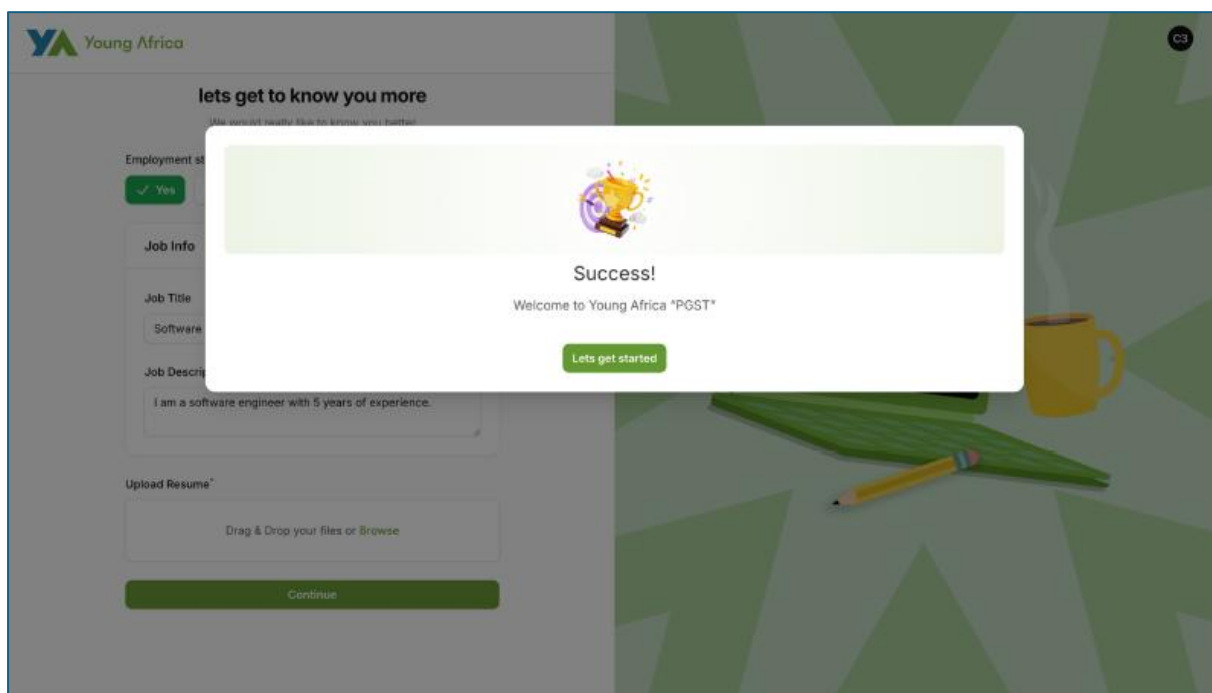 YA Young Africa
C3
lets get to know you more
We would really like to know you better
Employment st
✓ Yes
Success!
Welcome to Young Africa "PGST"
Lets get started
Job Info
Job Title
Software
Job Descrip
I am a software engineer with 5 years of experience.
Upload Resume*
Drag & Drop your files or Browse
Continue